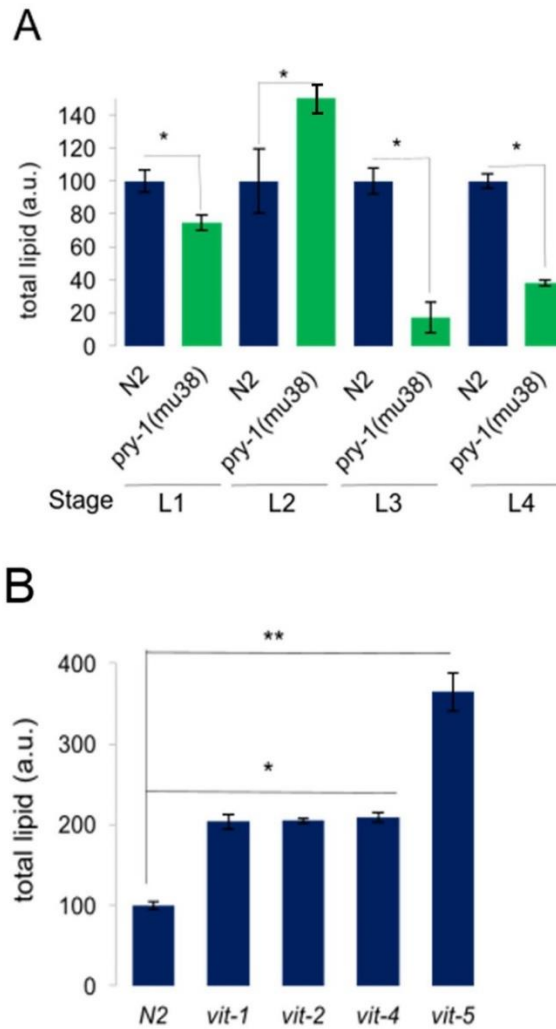 A
total lipid (a.u.)
140
120
100
80
60
40
20
0
* * * *
N2 pry-1(mu38) N2 pry-1(mu38) N2 pry-1(mu38) N2 pry-1(mu38)
Stage L1 L2 L3 L4
B
total lipid (a.u.)
400
300
200
100
0
**
*
N2 vit-1 vit-2 vit-4 vit-5